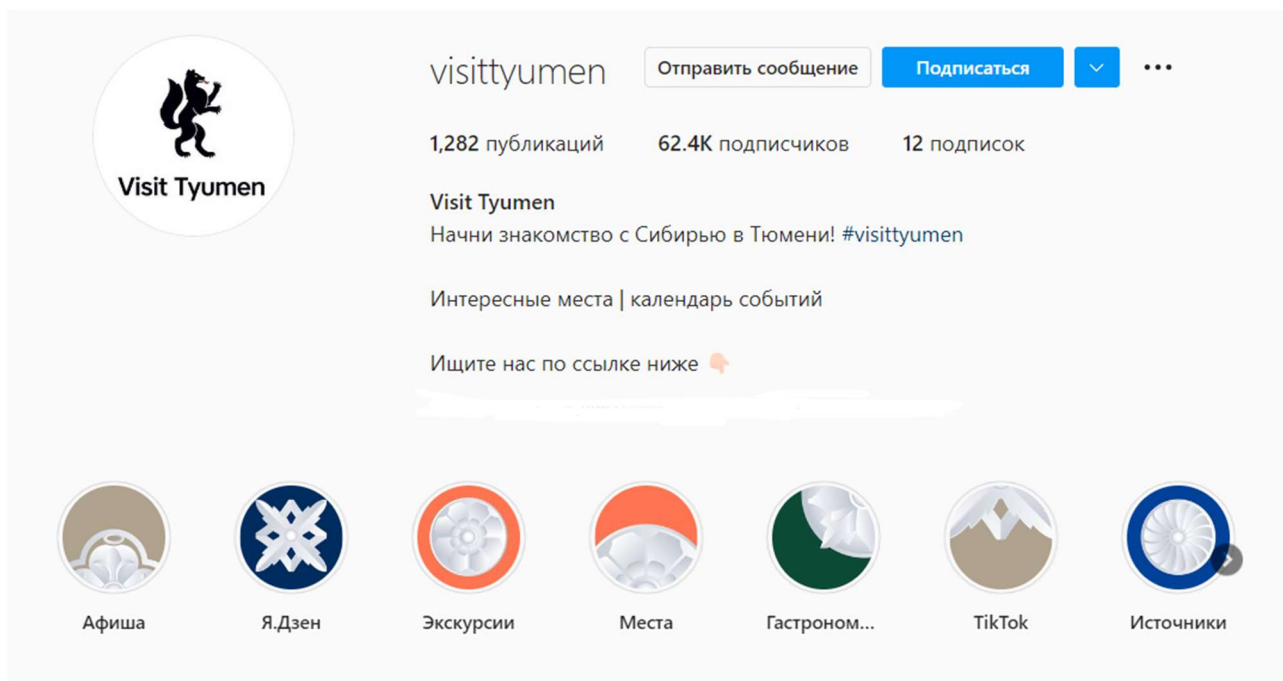 Visit Tyumen
visittyumen
Отправить сообщение
Подписаться
1,282 публикаций 62.4K подписчиков 12 подписок
Visit Tyumen
Начни знакомство с Сибирью в Тюмени! #visittyumen
Интересные места | календарь событий
Ищите нас по ссылке ниже 👇🏻
Афиша
Я.Дзен
Экскурсии
Места
Гастроном...
TikTok
Источники